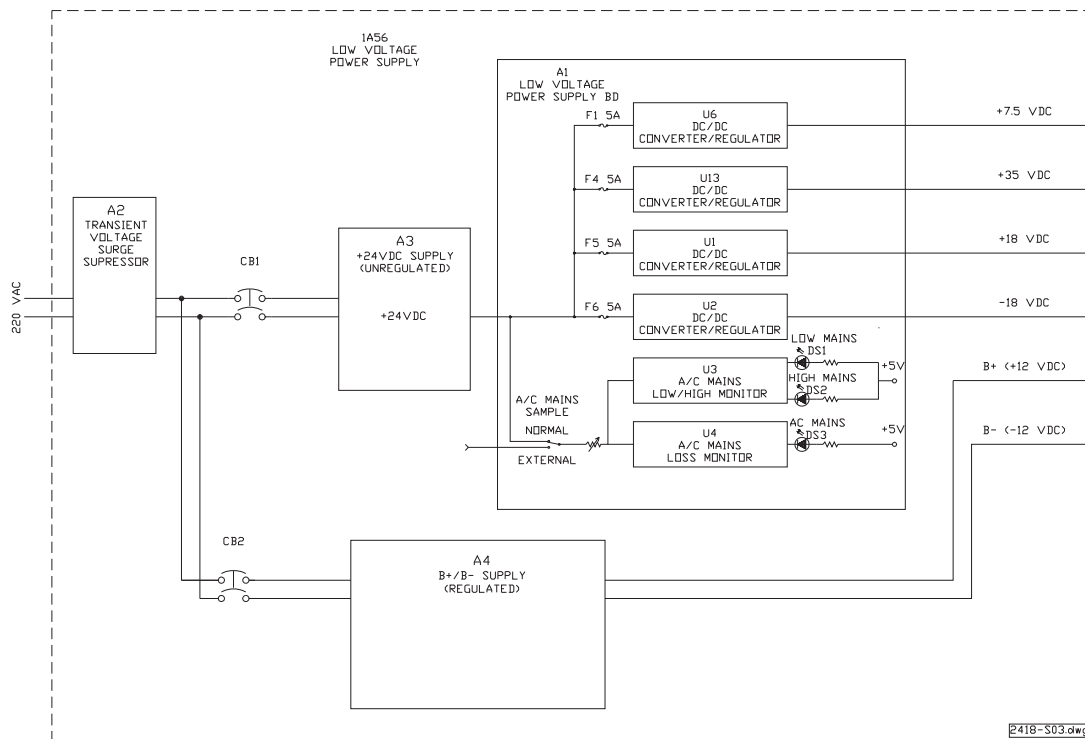 1A56
LOW VOLTAGE
POWER SUPPLY
A1
LOW VOLTAGE
POWER SUPPLY BD
F1 5A
U6
DC/DC
CONVERTER/REGULATOR
+7.5 VDC
F4 5A
U13
DC/DC
CONVERTER/REGULATOR
+35 VDC
A2
TRANSIENT
VOLTAGE
SURGE
SUPRESSOR
CB1
A3
+24VDC SUPPLY
(UNREGULATED)
+24VDC
F5 5A
U1
DC/DC
CONVERTER/REGULATOR
+18 VDC
220 VAC
F6 5A
U2
DC/DC
CONVERTER/REGULATOR
-18 VDC
LOW MAINS
DS1
+5V
U3
A/C MAINS
LOW/HIGH MONITOR
HIGH MAINS
DS2
B+ (+12 VDC)
A/C MAINS
SAMPLE
NORMAL
EXTERNAL
U4
A/C MAINS
LOSS MONITOR
AC MAINS
DS3
+5V
B- (-12 VDC)
CB2
A4
B+/B- SUPPLY
(REGULATED)
2418-S03.dwg